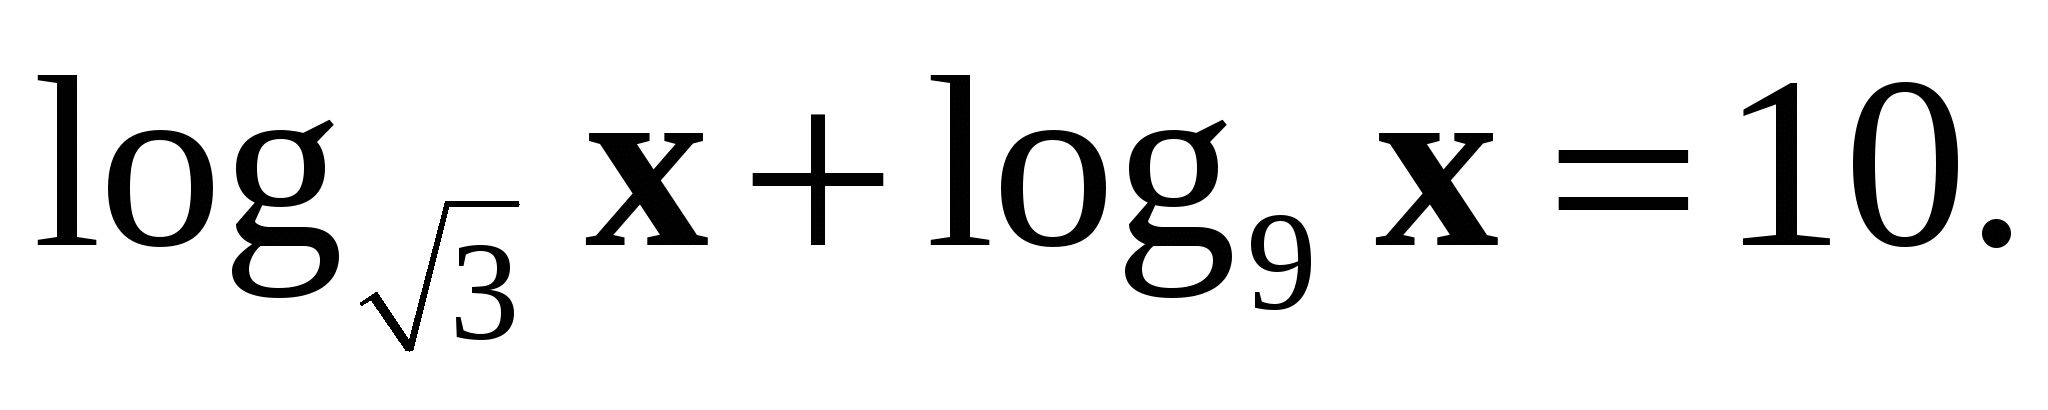 log_{√3} x + log_9 x = 10.